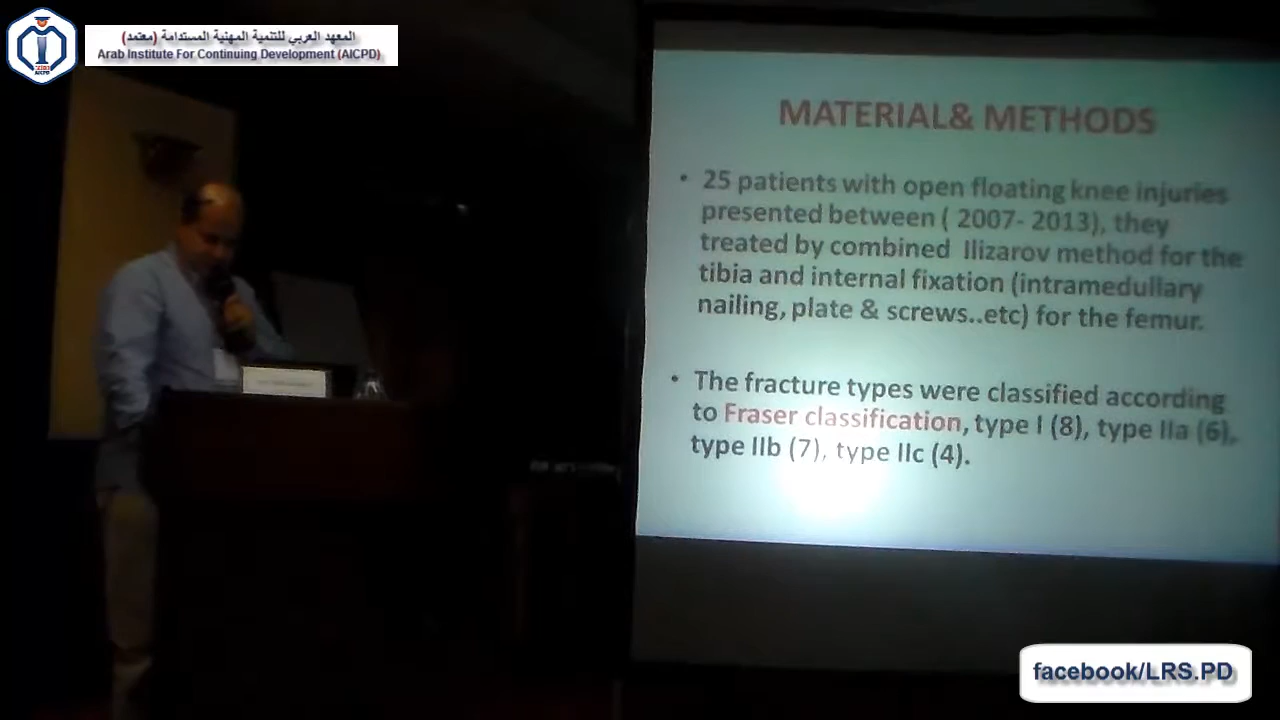 المعهد العربي للتنمية المهنية المستدامة (معتمد)
Arab Institute For Continuing Development (AICPD)
AICPD
MATERIAL& METHODS
• 25 patients with open floating knee injuries
presented between ( 2007- 2013), they
treated by combined Ilizarov method for the
tibia and internal fixation (intramedullary
nailing, plate & screws..etc) for the femur.
• The fracture types were classified according
to Fraser classification, type I (8), type IIa (6),
type IIb (7), type IIc (4).
facebook/LRS.PD